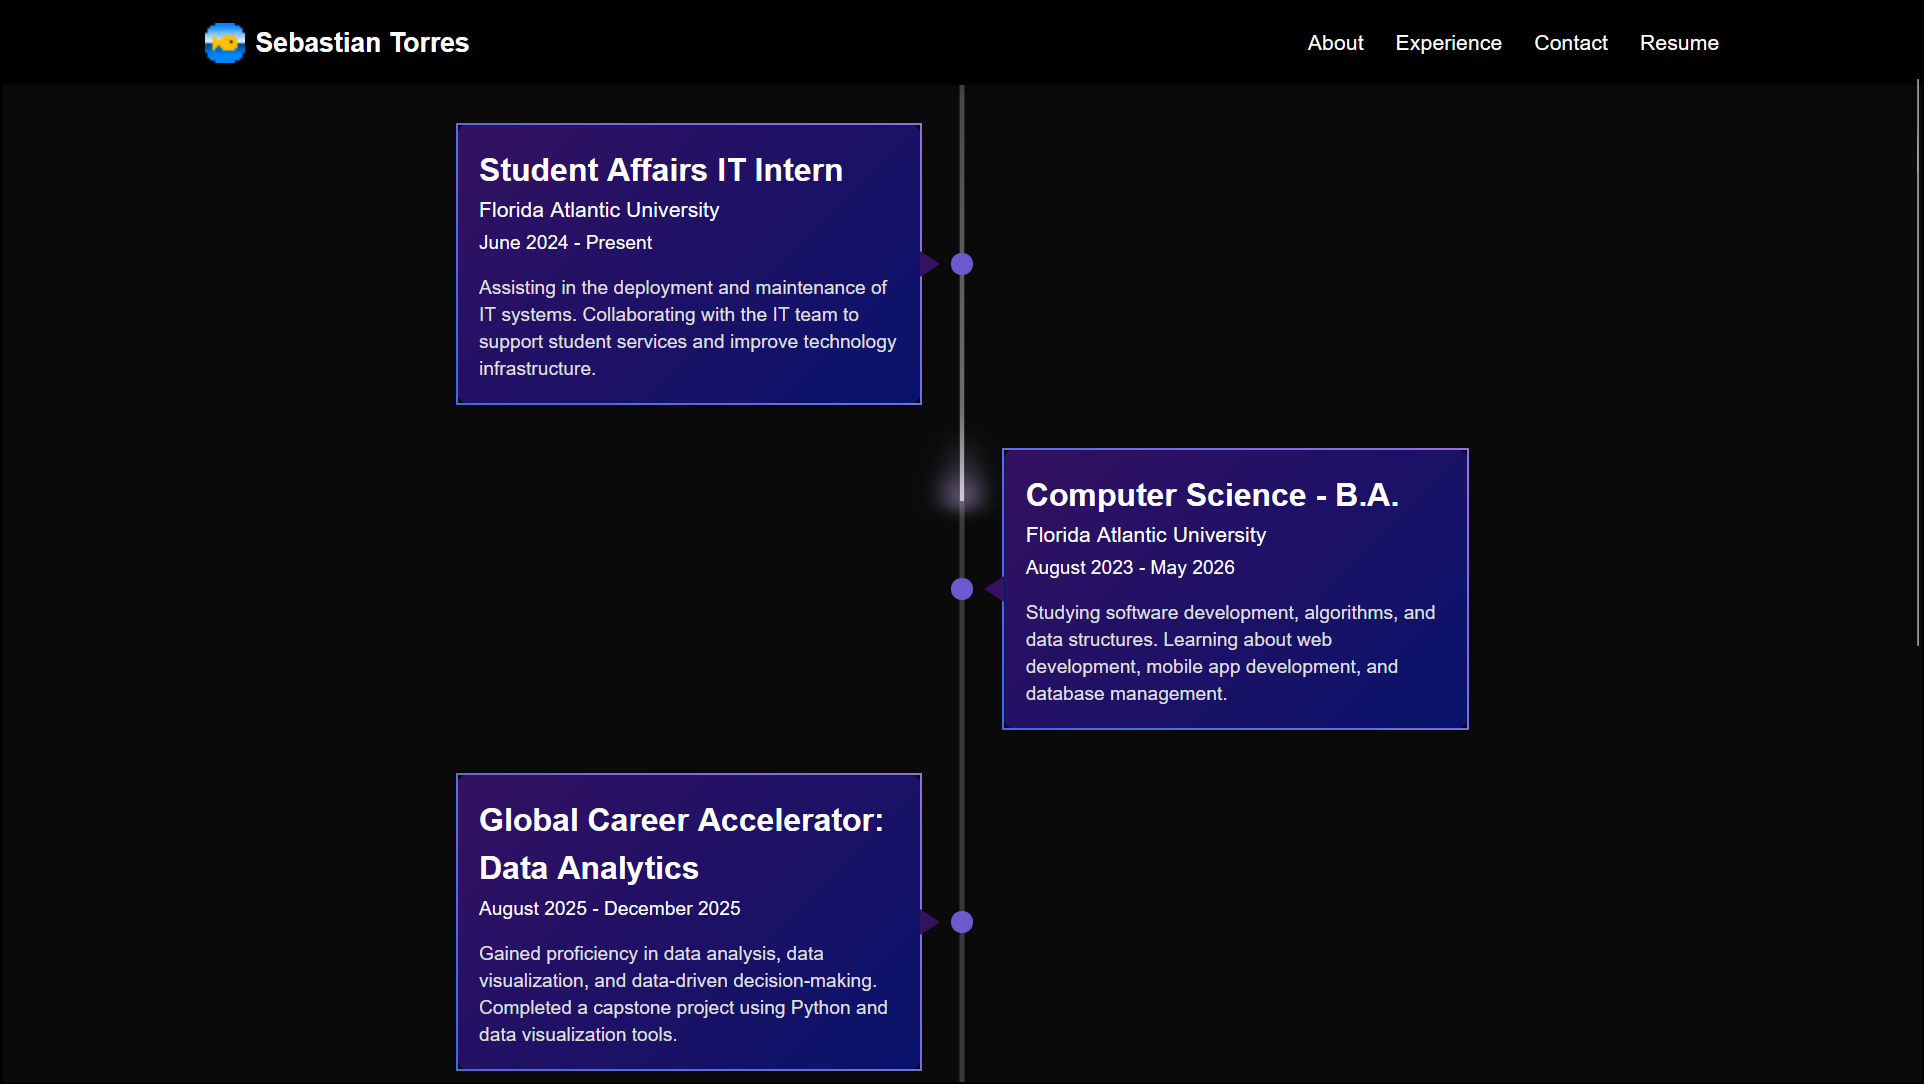 Sebastian Torres
About
Experience
Contact
Resume
Student Affairs IT Intern
Florida Atlantic University
June 2024 - Present
Assisting in the deployment and maintenance of
IT systems. Collaborating with the IT team to
support student services and improve technology
infrastructure.
Computer Science - B.A.
Florida Atlantic University
August 2023 - May 2026
Studying software development, algorithms, and
data structures. Learning about web
development, mobile app development, and
database management.
Global Career Accelerator:
Data Analytics
August 2025 - December 2025
Gained proficiency in data analysis, data
visualization, and data-driven decision-making.
Completed a capstone project using Python and
data visualization tools.